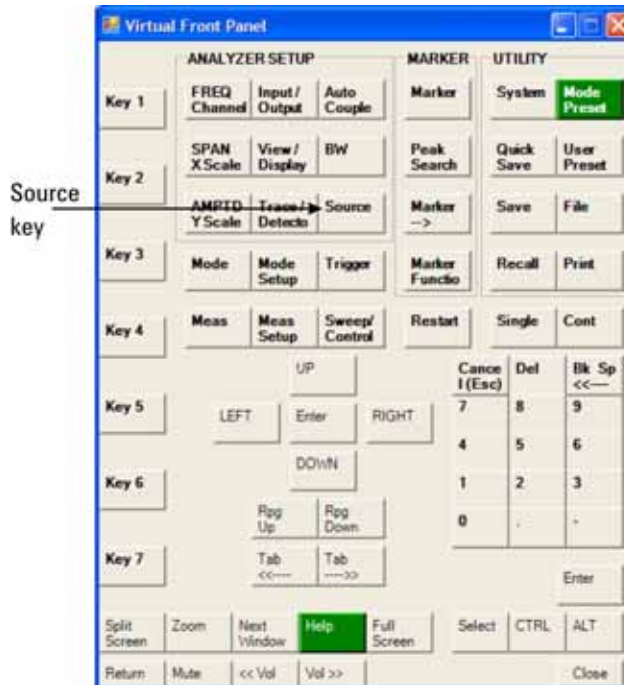 Virtual Front Panel
ANALYZER SETUP MARKER UTILITY
Key 1
FREQ Channel
Input / Output
Auto Couple
Marker
System
Mode Preset
Key 2
SPAN X Scale
View / Display
BW
Peak Search
Quick Save
User Preset
Source key
AMPTD Y Scale
Trace / Detecto
Source
Marker -->
Save
File
Key 3
Mode
Mode Setup
Trigger
Marker Functio
Recall
Print
Key 4
Meas
Meas Setup
Sweep/ Control
Restart
Single
Cont
UP
Cance l (Esc)
Del
Bk Sp <<---
Key 5
LEFT
Enter
RIGHT
7 8 9
4 5 6
DOWN
Key 6
1 2 3
Rpg Up
Rpg Down
0 . -
Key 7
Tab <<----
Tab ---->>
Enter
Split Screen
Zoom
Next Window
Help
Full Screen
Select
CTRL
ALT
Return
Mute
<< Vol
Vol >>
Close